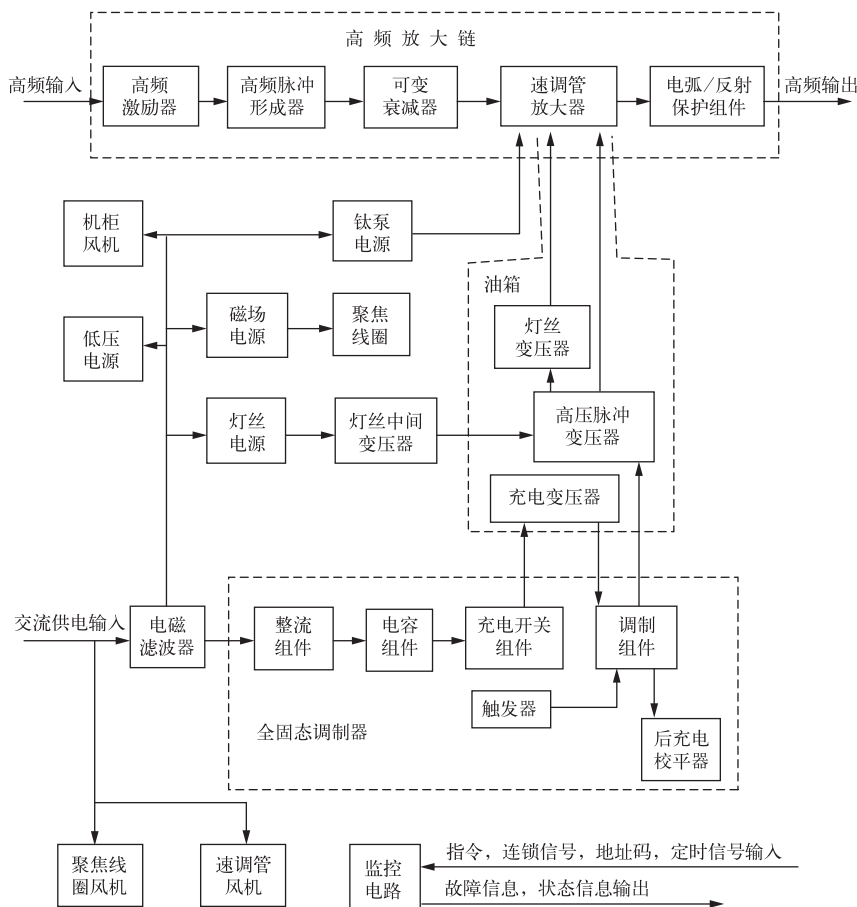 高频放大链
高频输入
高频
激励器
高频脉冲
形成器
可变
衰减器
速调管
放大器
电弧/反射
保护组件
高频输出
机柜
风机
钛泵
电源
油箱
磁场
电源
聚焦
线圈
灯丝
变压器
低压
电源
灯丝
电源
灯丝中间
变压器
高压脉冲
变压器
充电变压器
交流供电输入
电磁
滤波器
整流
组件
电容
组件
充电开关
组件
调制
组件
触发器
全固态调制器
后充电
校平器
聚焦线
圈风机
速调管
风机
监控
电路
指令，连锁信号，地址码，定时信号输入
故障信息，状态信息输出